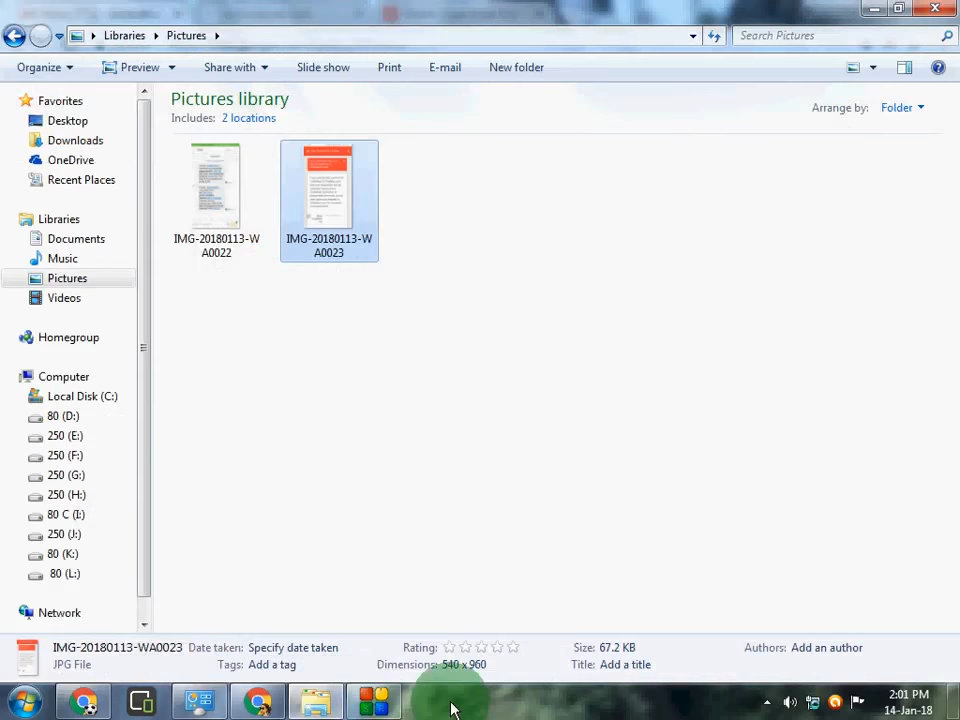 Libraries Pictures
Search Pictures
Organize Preview Share with Slide show Print E-mail New folder
Pictures library
Includes: 2 locations
Arrange by: Folder
Favorites
Desktop
Downloads
OneDrive
Recent Places
Libraries
Documents
Music
Pictures
Videos
Homegroup
Computer
Local Disk (C:)
80 (D:)
250 (E:)
250 (F:)
250 (G:)
250 (H:)
80 C (I:)
250 (J:)
80 (K:)
80 (L:)
Network
IMG-20180113-W
A0022
IMG-20180113-W
A0023
IMG-20180113-WA0023 Date taken: Specify date taken Rating: Size: 67.2 KB Authors: Add an author
JPG File Tags: Add a tag Dimensions: 540 x 960 Title: Add a title
2:01 PM
14-Jan-18